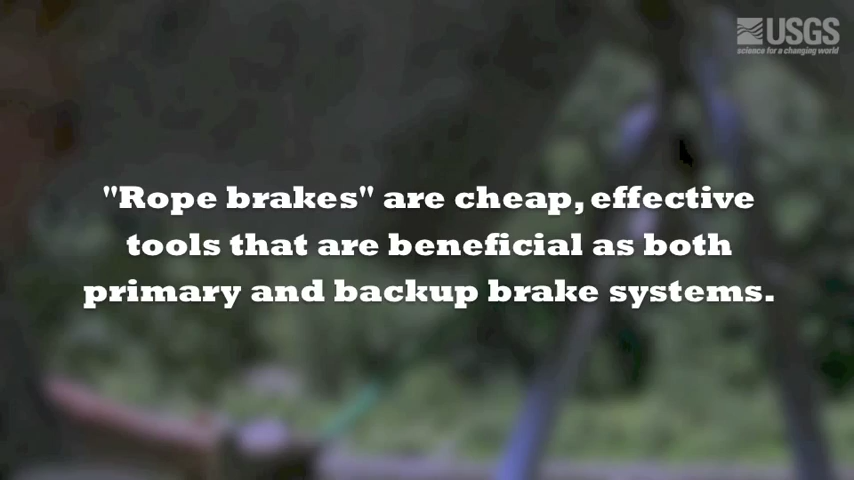 USGS
science for a changing world
"Rope brakes" are cheap, effective
tools that are beneficial as both
primary and backup brake systems.